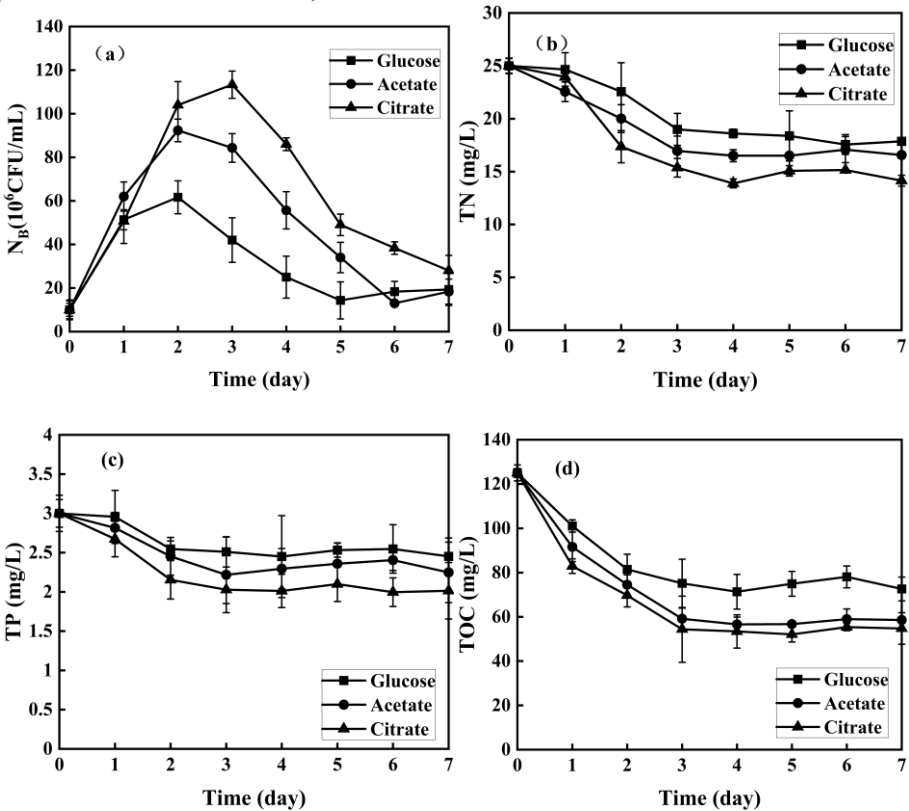 (a)
Glucose
Acetate
Citrate
N_B(10⁶CFU/mL)
140
120
100
80
60
40
20
0
0 1 2 3 4 5 6 7
Time (day)
(b)
Glucose
Acetate
Citrate
TN (mg/L)
30
25
20
15
10
5
0
0 1 2 3 4 5 6 7
Time (day)
(c)
Glucose
Acetate
Citrate
TP (mg/L)
4
3.5
3
2.5
2
1.5
1
0.5
0
0 1 2 3 4 5 6 7
Time (day)
(d)
Glucose
Acetate
Citrate
TOC (mg/L)
140
120
100
80
60
40
20
0
0 1 2 3 4 5 6 7
Time (day)